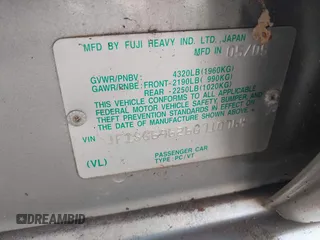 MFD BY FUJI HEAVY IND. LTD., JAPAN
MFD IN 05/05
GVWR/PNBV: 4320LB(1960KG)
GAWR/PNBE: FRONT-2190LB( 990KG)
REAR -2250LB(1020KG)
THIS VEHICLE CONFORMS TO ALL APPLICABLE
FEDERAL MOTOR VEHICLE SAFETY, BUMPER, AND
THEFT PREVENTION STANDARDS IN EFFECT ON THE
DATE OF MANUFACTURE SHOWN ABOVE.
VIN
(VL)
PASSENGER CAR
TYPE:PC/VT
DREAMBID